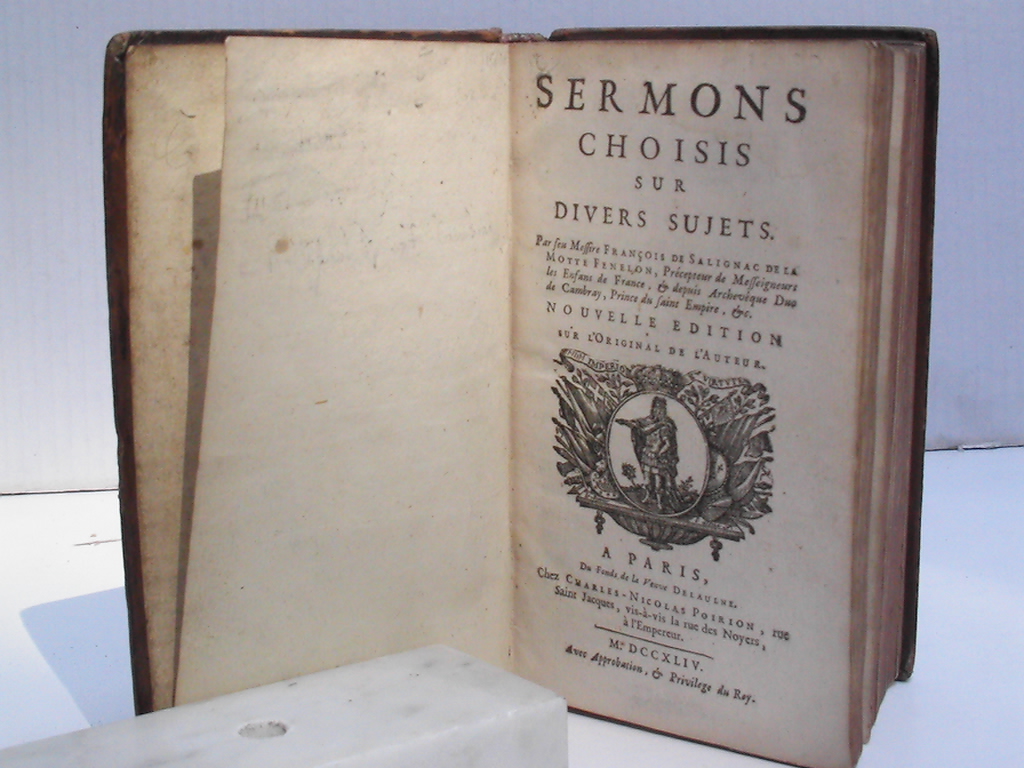 SERMONS
CHOISIS
SUR
DIVERS SUJETS.
Par feu Meſſire FRANÇOIS DE SALIGNAC DE LA
MOTTE FENELON, Précepteur de Meſſeigneurs
les Enfans de France, & depuis Archevêque Duc
de Cambray, Prince du ſaint Empire, &c.
NOUVELLE EDITION
SUR L'ORIGINAL DE L'AUTEUR.
IMPERIO VIRTUTE
A PARIS,
Du Fonds de la Veuve DELAULNE.
Chez CHARLES-NICOLAS POIRION, rue
Saint Jacques, vis-à-vis la rue des Noyers,
à l'Empereur.
M. DCCXLIV.
Avec Approbation, & Privilege du Roy.